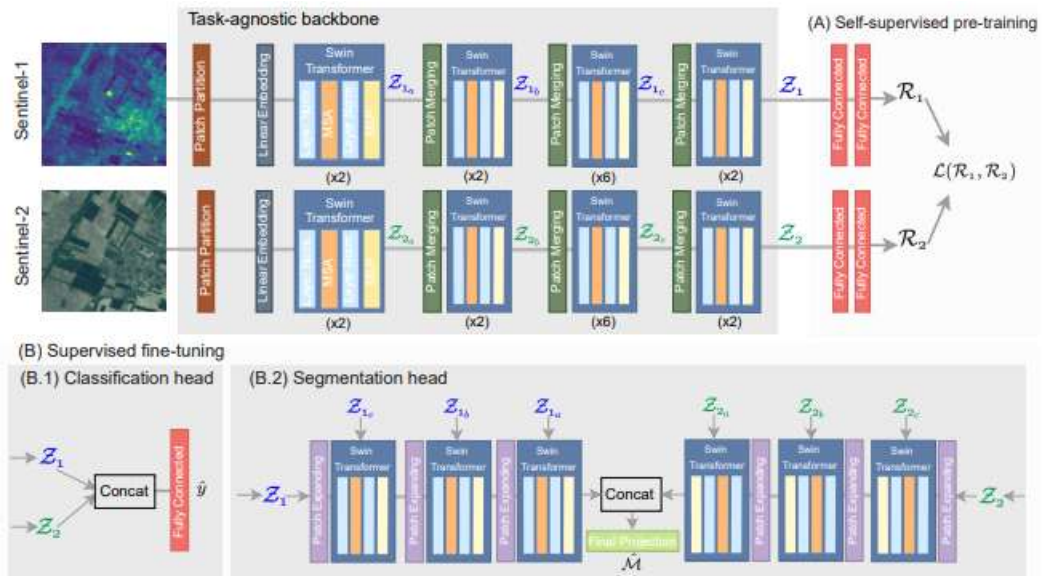 Task-agnostic backbone
(A) Self-supervised pre-training
Sentinel-1
Patch Partition
Linear Embedding
Swin
Transformer
MSA
(x2)
𝒵₁ₐ
Patch Merging
Swin
Transformer
(x2)
𝒵₁b
Patch Merging
Swin
Transformer
(x6)
𝒵₁c
Patch Merging
Swin
Transformer
(x2)
𝒵₁
Fully Connected
Fully Connected
ℛ₁
ℒ(ℛ₁, ℛ₂)
Sentinel-2
Patch Partition
Linear Embedding
Swin
Transformer
MSA
(x2)
𝒵₂ₐ
Patch Merging
Swin
Transformer
(x2)
𝒵₂b
Patch Merging
Swin
Transformer
(x6)
𝒵₂c
Patch Merging
Swin
Transformer
(x2)
𝒵₂
Fully Connected
Fully Connected
ℛ₂
(B) Supervised fine-tuning
(B.1) Classification head
𝒵₁
𝒵₂
Concat
Fully Connected
ŷ
(B.2) Segmentation head
𝒵₁
Patch Expanding
𝒵₁c
Swin
Transformer
Patch Expanding
𝒵₁b
Swin
Transformer
Patch Expanding
𝒵₁ₐ
Swin
Transformer
Concat
Final Projection
ℳ̂
𝒵₂ₐ
Swin
Transformer
Patch Expanding
𝒵₂b
Swin
Transformer
Patch Expanding
𝒵₂c
Swin
Transformer
Patch Expanding
𝒵₂